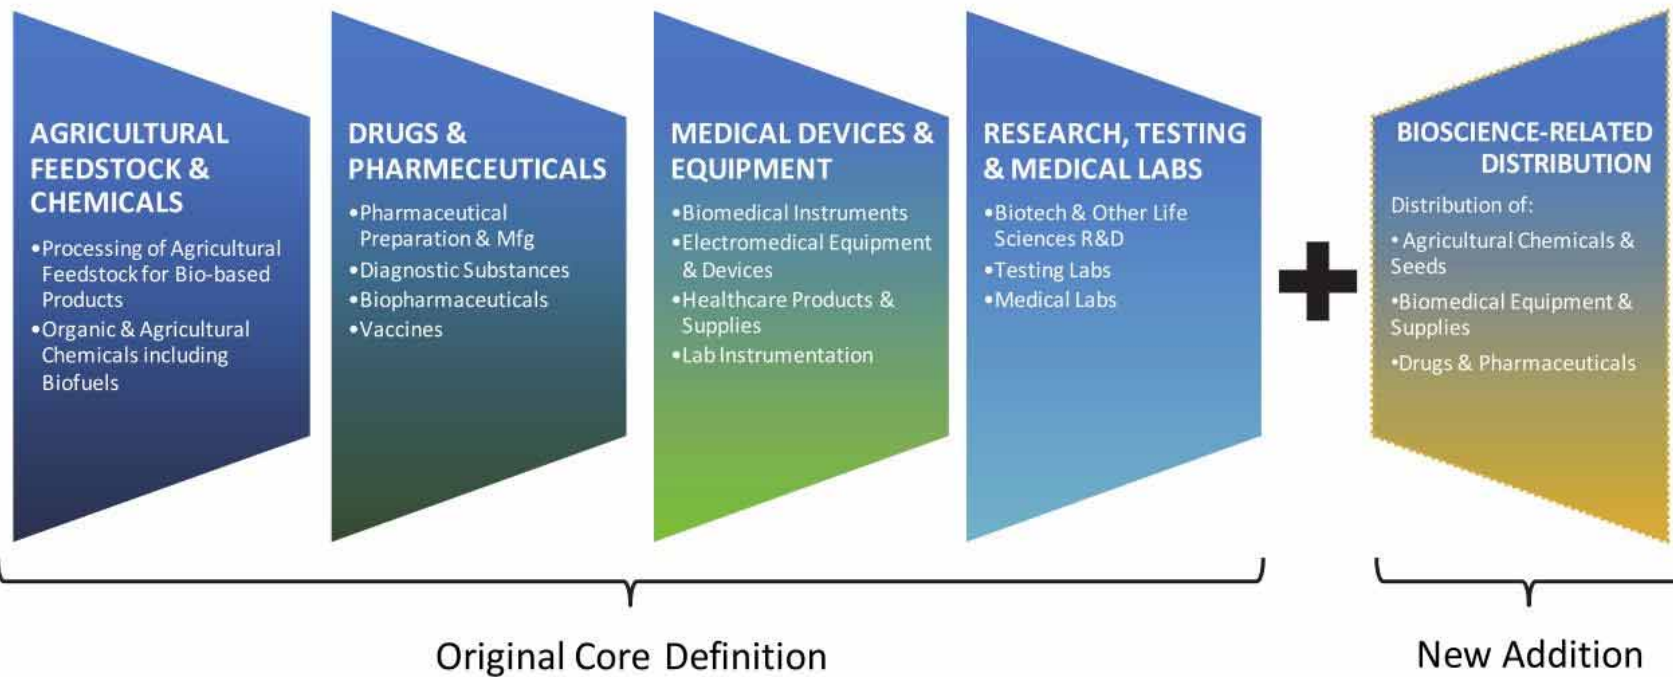 AGRICULTURAL
FEEDSTOCK &
CHEMICALS
•Processing of Agricultural
Feedstock for Bio-based
Products
•Organic & Agricultural
Chemicals including
Biofuels
DRUGS &
PHARMECEUTICALS
•Pharmaceutical
Preparation & Mfg
•Diagnostic Substances
•Biopharmaceuticals
•Vaccines
MEDICAL DEVICES &
EQUIPMENT
•Biomedical Instruments
•Electromedical Equipment
& Devices
•Healthcare Products &
Supplies
•Lab Instrumentation
RESEARCH, TESTING
& MEDICAL LABS
•Biotech & Other Life
Sciences R&D
•Testing Labs
•Medical Labs
BIOSCIENCE-RELATED
DISTRIBUTION
Distribution of:
• Agricultural Chemicals &
Seeds
•Biomedical Equipment &
Supplies
•Drugs & Pharmaceuticals
Original Core Definition
New Addition